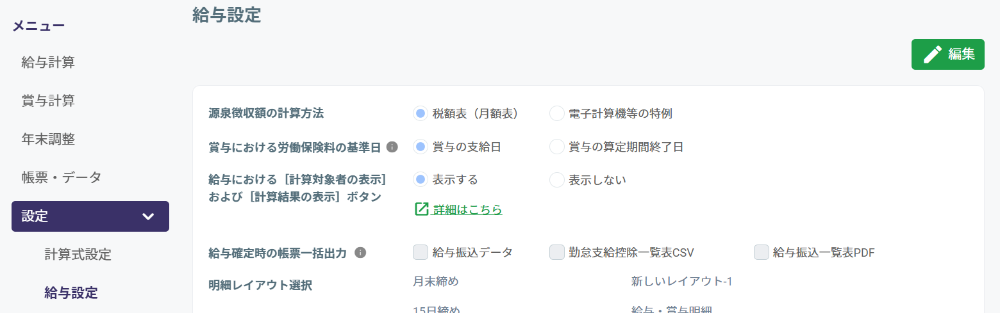 給与設定
メニュー
編集
給与計算
賞与計算
年末調整
帳票・データ
設定
計算式設定
給与設定
源泉徴収額の計算方法 税額表（月額表） 電子計算機等の特例
賞与における労働保険料の基準日 賞与の支給日 賞与の算定期間終了日
給与における［計算対象者の表示］ 表示する 表示しない
および［計算結果の表示］ボタン
詳細はこちら
給与確定時の帳票一括出力 給与振込データ 勤怠支給控除一覧表CSV 給与振込一覧表PDF
明細レイアウト選択 月末締め 新しいレイアウト-1
15日締め 給与・賞与明細